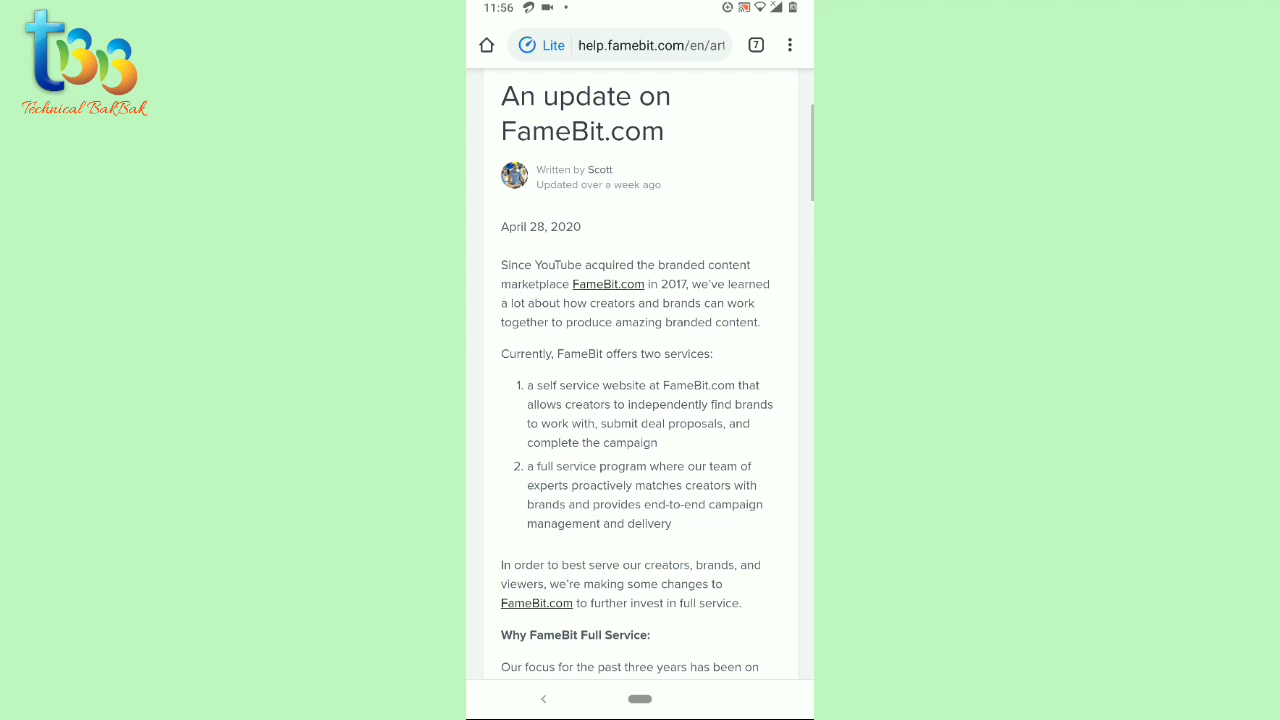 tBB
Technical BakBak
11:56
Lite
help.famebit.com/en/art
7
An update on
FameBit.com
Written by Scott
Updated over a week ago
April 28, 2020
Since YouTube acquired the branded content
marketplace FameBit.com in 2017, we've learned
a lot about how creators and brands can work
together to produce amazing branded content.
Currently, FameBit offers two services:
1. a self service website at FameBit.com that
allows creators to independently find brands
to work with, submit deal proposals, and
complete the campaign
2. a full service program where our team of
experts proactively matches creators with
brands and provides end-to-end campaign
management and delivery
In order to best serve our creators, brands, and
viewers, we're making some changes to
FameBit.com to further invest in full service.
Why FameBit Full Service:
Our focus for the past three years has been on